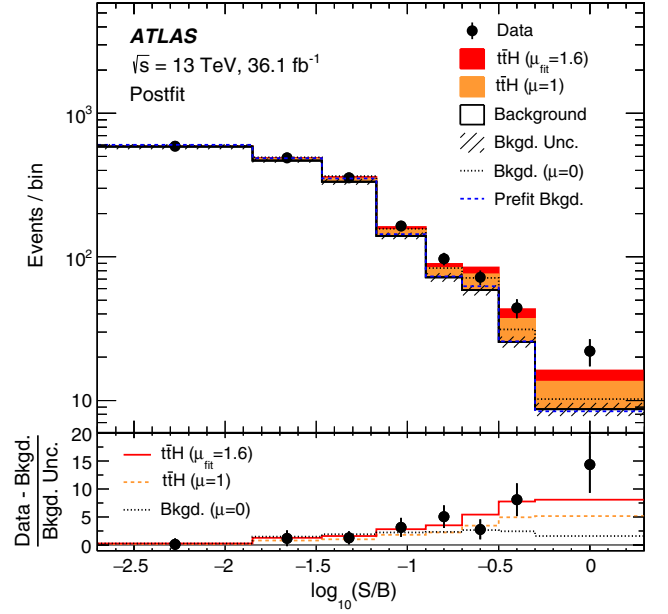 ATLAS
√s = 13 TeV, 36.1 fb⁻¹
Postfit
Data
tt̄H (μ_fit=1.6)
tt̄H (μ=1)
Background
Bkgd. Unc.
Bkgd. (μ=0)
Prefit Bkgd.
Events / bin
10³
10²
10
Data - Bkgd.
Bkgd. Unc.
20
15
10
5
0
tt̄H (μ_fit=1.6)
tt̄H (μ=1)
Bkgd. (μ=0)
−2.5 −2 −1.5 −1 −0.5 0
log₁₀(S/B)